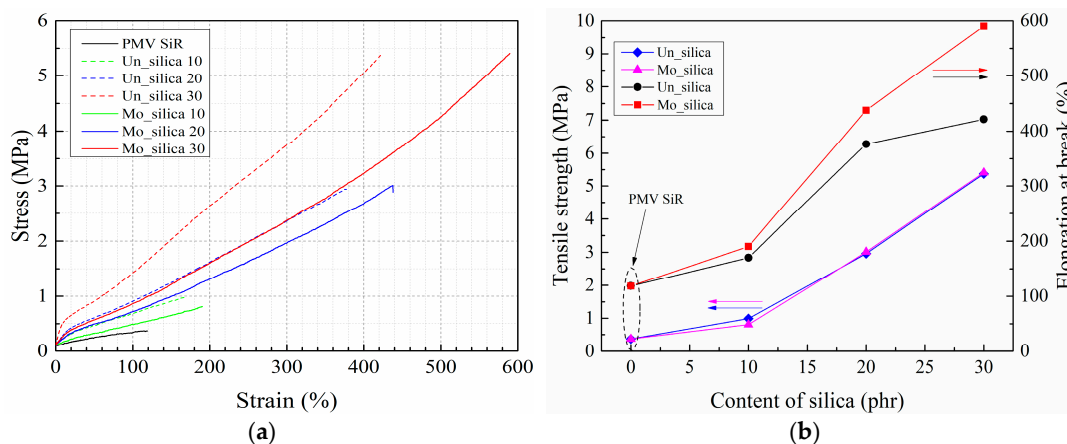 6
5
4
3
2
1
0
Stress (MPa)
PMV SiR
Un_silica 10
Un_silica 20
Un_silica 30
Mo_silica 10
Mo_silica 20
Mo_silica 30
0 100 200 300 400 500 600
Strain (%)
(a)
10
9
8
7
6
5
4
3
2
1
0
Tensile strength (MPa)
Un_silica
Mo_silica
Un_silica
Mo_silica
PMV SiR
600
500
400
300
200
100
0
Elongation at break (%)
0 5 10 15 20 25 30
Content of silica (phr)
(b)